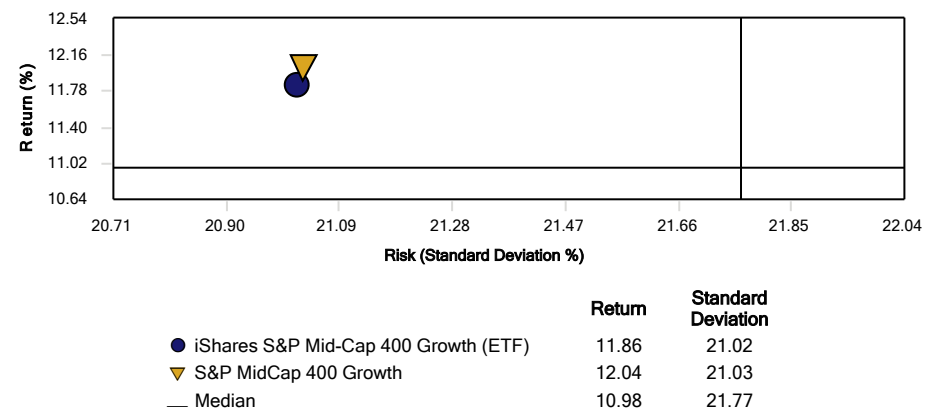 12.54
12.16
11.78
11.40
11.02
10.64
Return (%)
20.71 20.90 21.09 21.28 21.47 21.66 21.85 22.04
Risk (Standard Deviation %)
Return Standard Deviation
iShares S&P Mid-Cap 400 Growth (ETF) 11.86 21.02
S&P MidCap 400 Growth 12.04 21.03
Median 10.98 21.77